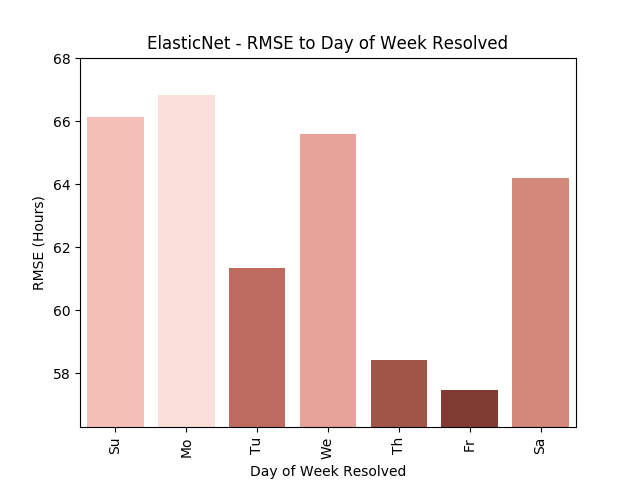 ElasticNet - RMSE to Day of Week Resolved
68
66
64
62
60
58
RMSE (Hours)
Su
Mo
Tu
We
Th
Fr
Sa
Day of Week Resolved